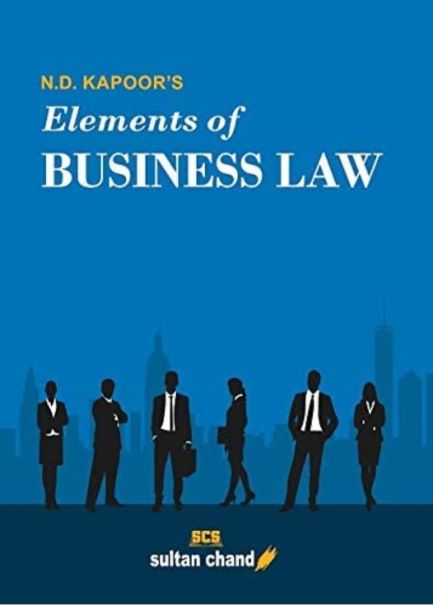 N.D. KAPOOR'S
Elements of
BUSINESS LAW
SCS
sultan chand